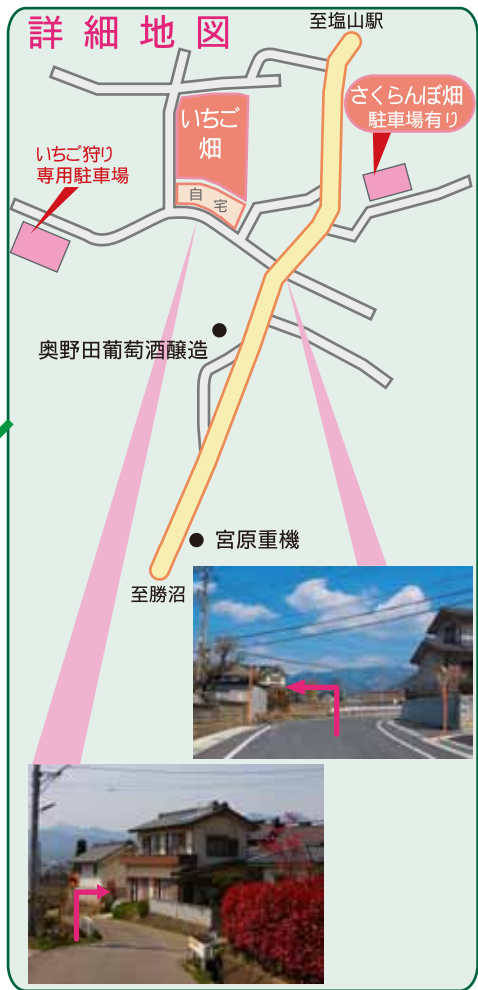 詳細地図
至塩山駅
さくらんぼ畑
駐車場有り
いちご
畑
いちご狩り
専用駐車場
自宅
奥野田葡萄酒醸造
宮原重機
至勝沼